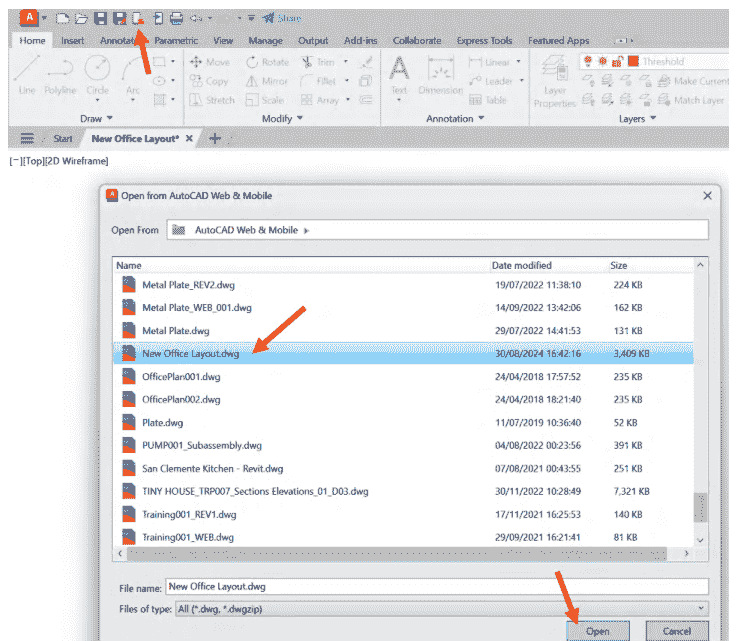 A Share
Home Insert Annotat Parametric View Manage Output Add-ins Collaborate Express Tools Featured Apps
Move Rotate Trim Threshold
Line Polyline Circle Arc Copy Mirror Fillet Text Dimension Linear Leader Layer Properties Make Current
Stretch Scale Array Table Match Layer
Draw Modify Annotation Layers
Start New Office Layout*
[−][Top][2D Wireframe]
Open from AutoCAD Web & Mobile
Open From AutoCAD Web & Mobile
Name Date modified Size
Metal Plate_REV2.dwg 19/07/2022 11:38:10 224 KB
Metal Plate_WEB_001.dwg 14/09/2022 13:42:06 162 KB
Metal Plate.dwg 29/07/2022 14:41:53 131 KB
New Office Layout.dwg 30/08/2024 16:42:16 3,409 KB
OfficePlan001.dwg 24/04/2018 17:57:52 235 KB
OfficePlan002.dwg 24/04/2018 18:21:40 235 KB
Plate.dwg 11/07/2019 10:36:40 52 KB
PUMP001_Subassembly.dwg 04/08/2022 00:23:56 391 KB
San Clemente Kitchen - Revit.dwg 07/08/2021 00:43:55 251 KB
TINY HOUSE_TRP007_Sections Elevations_01_D03.dwg 30/11/2022 10:28:49 7,321 KB
Training001_REV1.dwg 17/11/2021 16:25:53 140 KB
Training001_WEB.dwg 29/09/2021 16:21:41 81 KB
File name: New Office Layout.dwg
Files of type: All (*.dwg, *.dwgzip)
Open Cancel